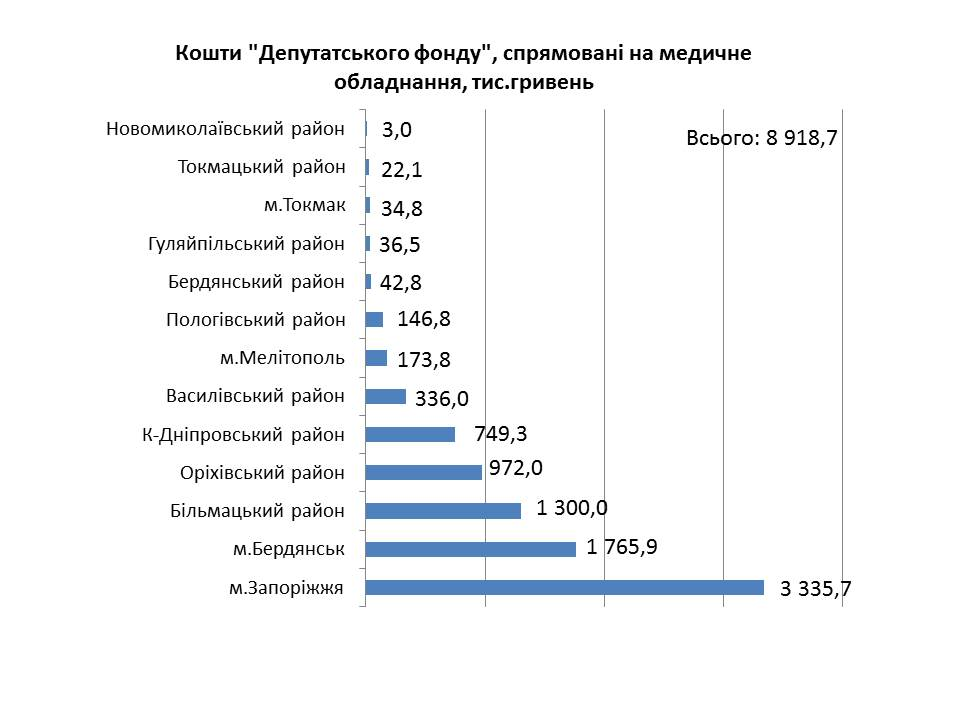 Кошти "Депутатського фонду", спрямовані на медичне
обладнання, тис.гривень
Всього: 8 918,7
Новомиколаївський район 3,0
Токмацький район 22,1
м.Токмак 34,8
Гуляйпільський район 36,5
Бердянський район 42,8
Пологівський район 146,8
м.Мелітополь 173,8
Василівський район 336,0
К-Дніпровський район 749,3
Оріхівський район 972,0
Більмацький район 1 300,0
м.Бердянськ 1 765,9
м.Запоріжжя 3 335,7